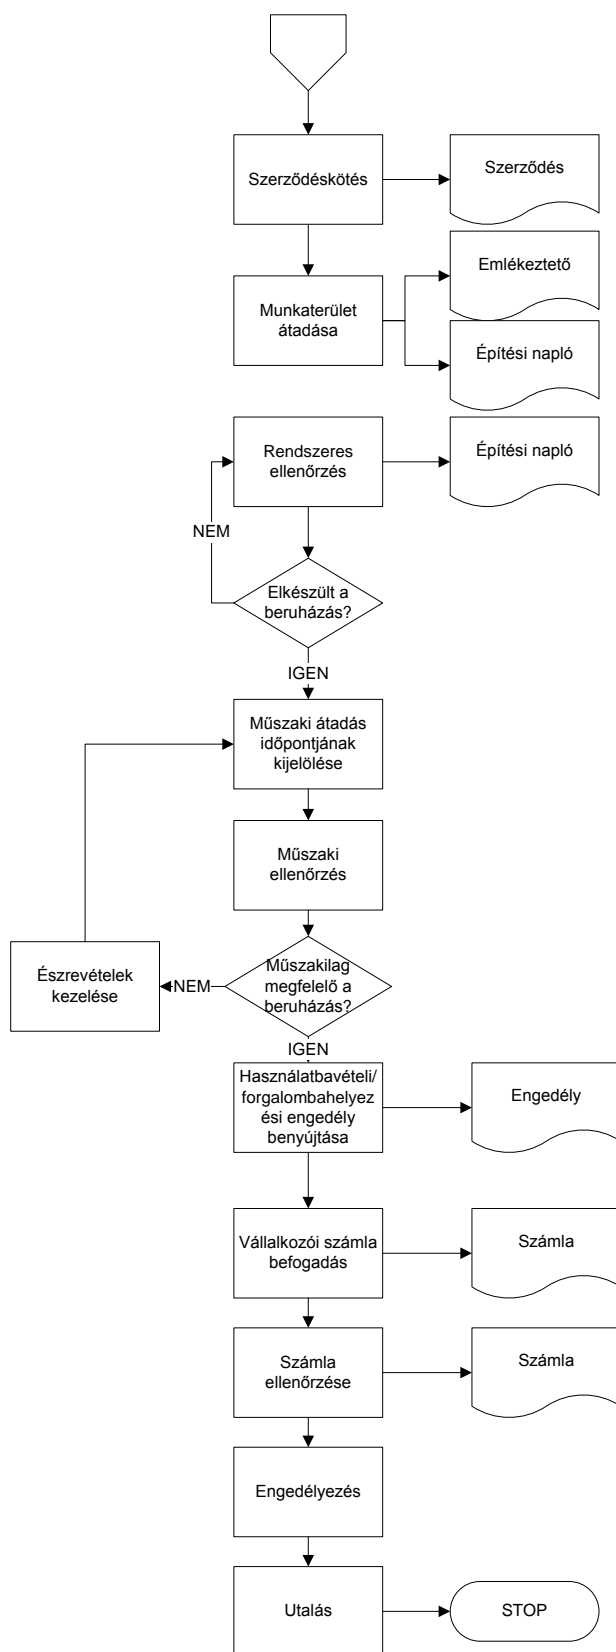 Szerződéskötés
Szerződés
Munkaterület
átadása
Emlékeztető
Építési napló
Rendszeres
ellenőrzés
Építési napló
NEM
Elkészült a
beruházás?
IGEN
Műszaki átadás
időpontjának
kijelölése
Műszaki
ellenőrzés
Műszakilag
megfelelő a
beruházás?
NEM
Észrevételek
kezelése
IGEN
Használatbavételi/
forgalombahelyez
ési engedély
benyújtása
Engedély
Vállalkozói számla
befogadás
Számla
Számla
ellenőrzése
Számla
Engedélyezés
Utalás
STOP